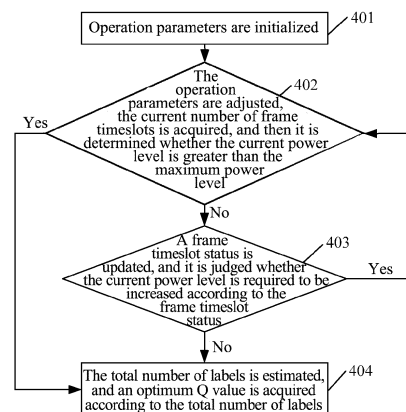 Operation parameters are initialized
401
The
operation
parameters are adjusted,
the current number of frame
timeslots is acquired, and then it is
determined whether the current power
level is greater than the
maximum power
level
402
Yes
No
A frame
timeslot status is
updated, and it is judged whether
the current power level is required to be
increased according to the
frame timeslot
status
403
Yes
No
The total number of labels is estimated,
and an optimum Q value is acquired
according to the total number of labels
404